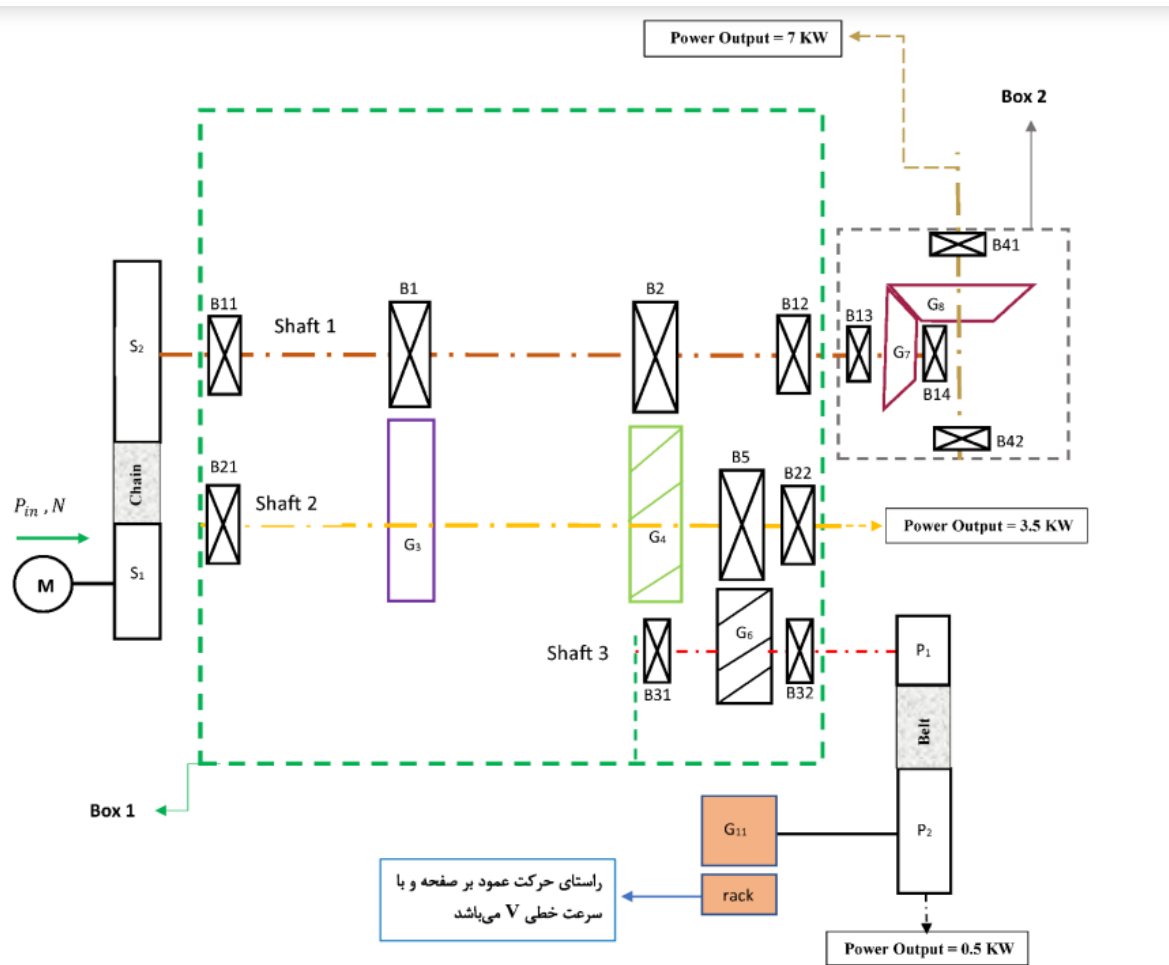 Power Output = 7 KW
Box 2
B41
B11
B1
B2
B12
Shaft 1
S₂
B13
G₈
G₇
B14
B42
Chain
B21
Shaft 2
B5
B22
P_in , N
G₃
G₄
Power Output = 3.5 KW
M
S₁
G₆
Shaft 3
P₁
B31
B32
Belt
Box 1
G₁₁
P₂
راستای حرکت عمود بر صفحه و با
سرعت خطی V می‌باشد
rack
Power Output = 0.5 KW